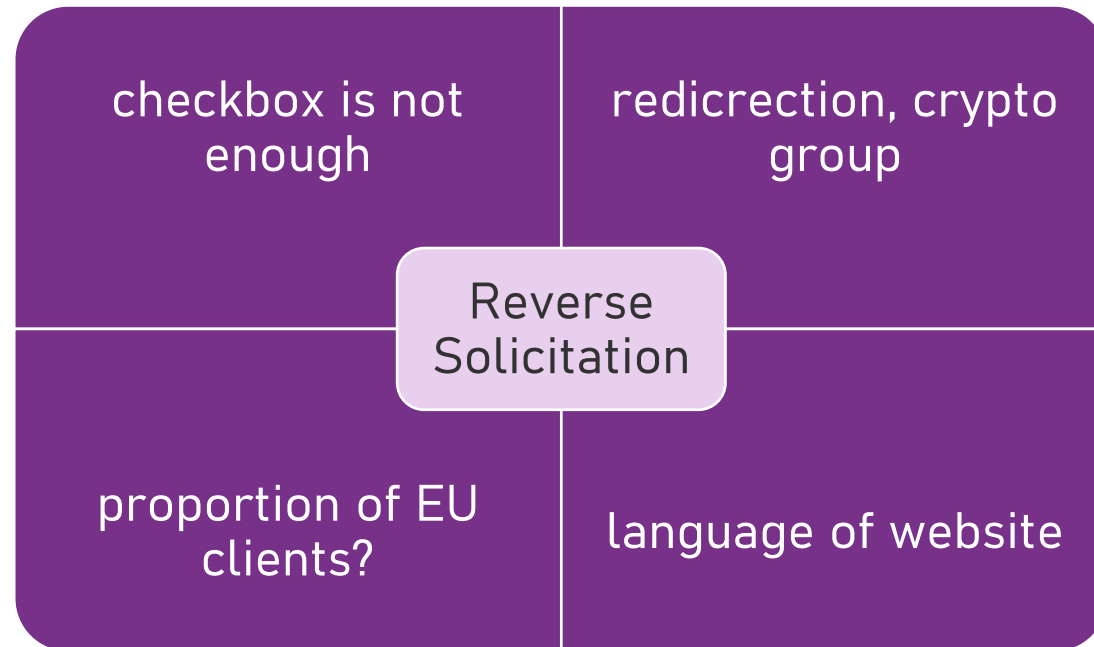 checkbox is not
enough
redicrection, crypto
group
Reverse
Solicitation
proportion of EU
clients?
language of website